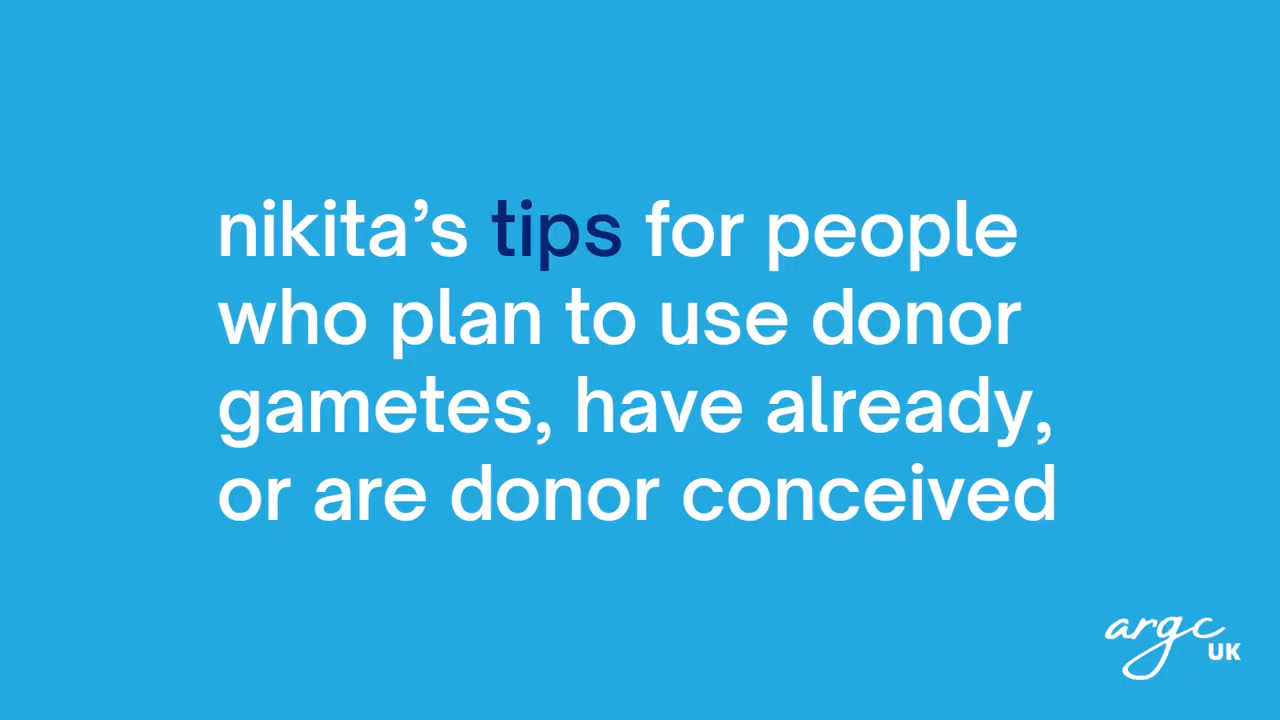 nikita’s tips for people
who plan to use donor
gametes, have already,
or are donor conceived
argc
UK